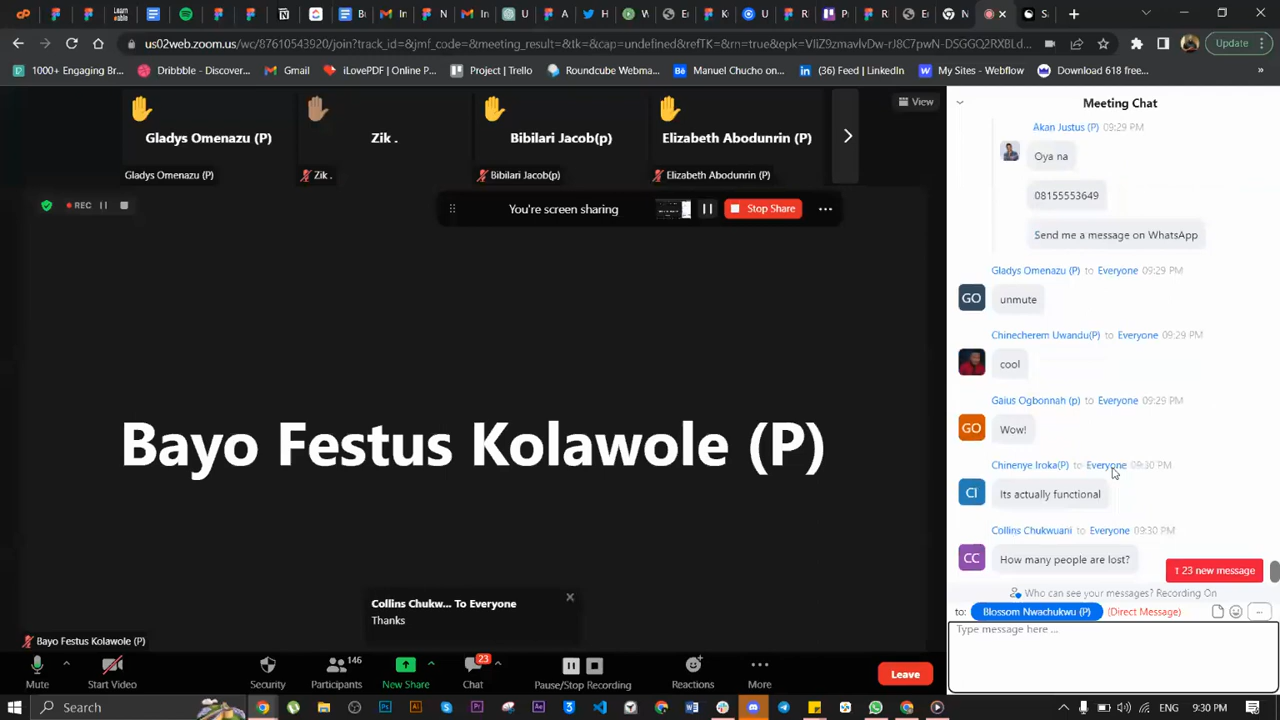 us02web.zoom.us/wc/87610543920/join?track_id=&jmf_code=&meeting_result=&tk=&cap=undefined&refTK=&rn=true&epk=
Update
1000+ Engaging Br...
Dribbble - Discover...
Gmail
iLovePDF | Online P...
Project | Trello
Roundcube Webma...
Manuel Chucho on...
(36) Feed | LinkedIn
My Sites - Webflow
Download 618 free...
»
Gladys Omenazu (P)
Gladys Omenazu (P)
Zik .
Zik .
Bibilari Jacob(p)
Bibilari Jacob(p)
Elizabeth Abodunrin (P)
Elizabeth Abodunrin (P)
View
REC
You're screen sharing
Stop Share
Bayo Festus Kolawole (P)
Collins Chukw... To Everyone
Thanks
Bayo Festus Kolawole (P)
Meeting Chat
Akan Justus (P) 09:29 PM
Oya na
08155553649
Send me a message on WhatsApp
Gladys Omenazu (P) to Everyone 09:29 PM
GO
unmute
Chinecherem Uwandu(P) to Everyone 09:29 PM
cool
Gaius Ogbonnah (p) to Everyone 09:29 PM
GO
Wow!
Chinenye Iroka(P) to Everyone 09:30 PM
CI
Its actually functional
Collins Chukwuani to Everyone 09:30 PM
CC
How many people are lost?
↑ 23 new message
Who can see your messages? Recording On
to: Blossom Nwachukwu (P) (Direct Message)
Type message here ...
Mute
Start Video
Security
Participants
146
New Share
Chat
23
Pause/Stop Recording
Reactions
More
Leave
Search
ENG
9:30 PM